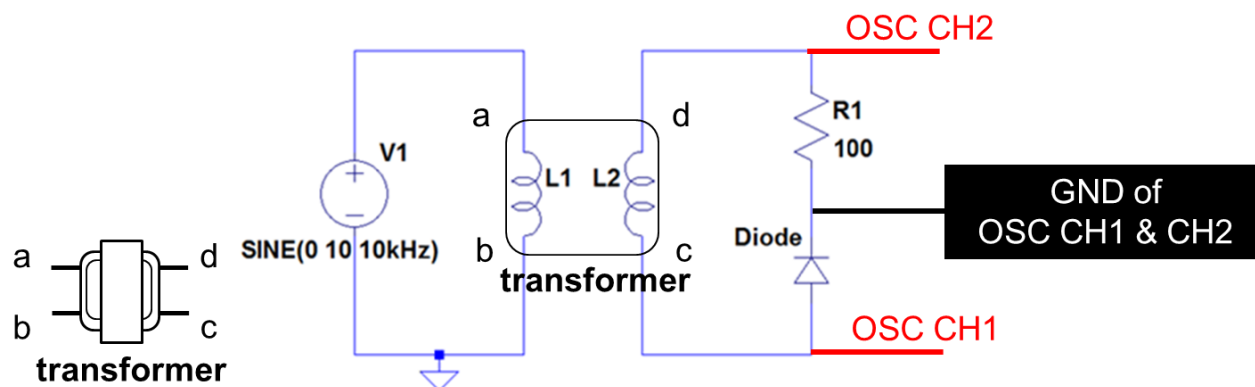 OSC CH2
a
d
R1
100
V1
L1
L2
GND of
OSC CH1 & CH2
Diode
SINE(0 10 10kHz)
b
c
transformer
a
d
b
c
transformer
OSC CH1